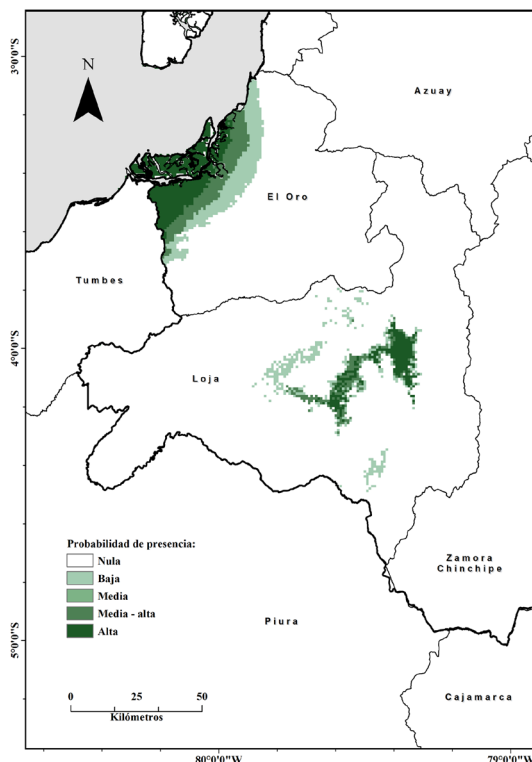 3°0'0"S
N
Azuay
El Oro
Tumbes
4°0'0"S
Loja
Probabilidad de presencia:
Nula
Baja
Media
Media - alta
Alta
Zamora
Chinchipe
Piura
5°0'0"S
0 25 50
Kilómetros
Cajamarca
80°0'0"W 79°0'0"W